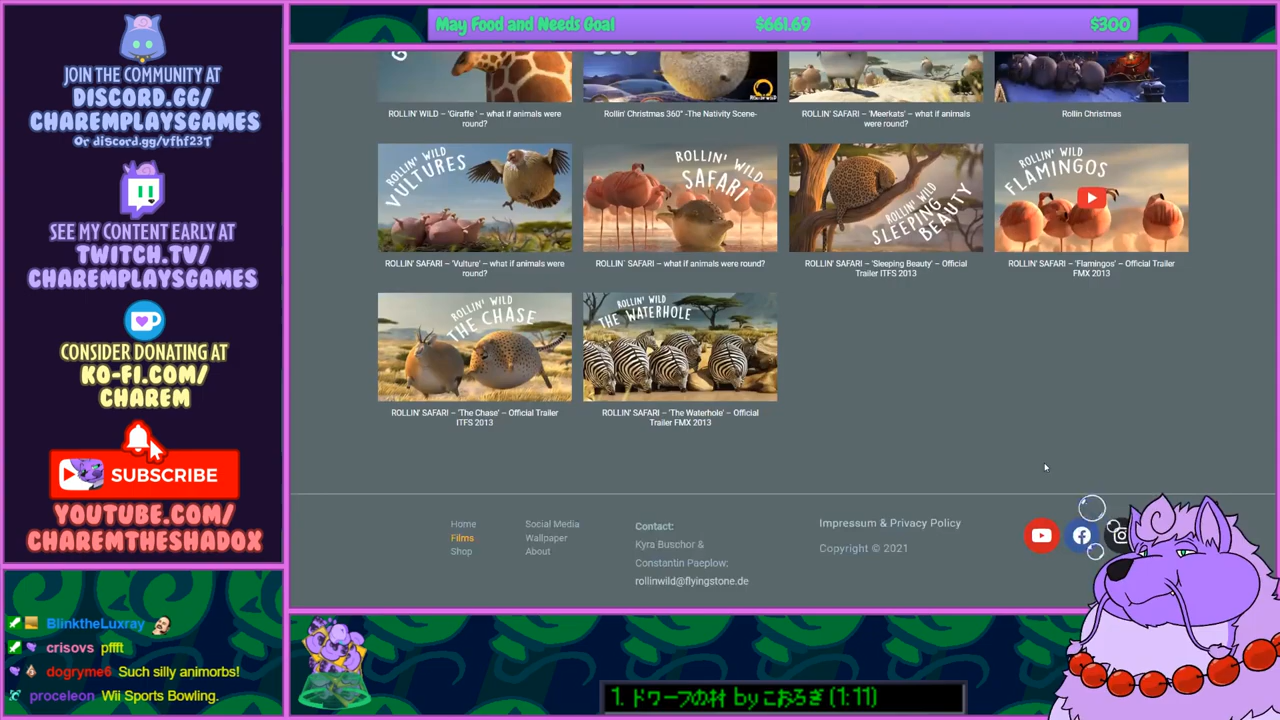 JOIN THE COMMUNITY AT
DISCORD.GG/
CHAREMPLAYSGAMES
Or discord.gg/vfhf23T
SEE MY CONTENT EARLY AT
TWITCH.TV/
CHAREMPLAYSGAMES
CONSIDER DONATING AT
KO-FI.COM/
CHAREM
SUBSCRIBE
YOUTUBE.COM/
CHAREMTHESHADOX
BlinktheLuxray
crisovs pffft
dogryme6 Such silly animorbs!
proceleon Wii Sports Bowling.
May Food and Needs Goal $661.69 $300
ROLLIN' WILD – 'Giraffe ' – what if animals were
round?
Rollin' Christmas 360° -The Nativity Scene-
ROLLIN' SAFARI – 'Meerkats' – what if animals
were round?
Rollin Christmas
ROLLIN' WILD
VULTURES
ROLLIN' WILD
SAFARI
ROLLIN' WILD
SLEEPING
BEAUTY
ROLLIN' WILD
FLAMINGOS
ROLLIN' SAFARI – 'Vulture' – what if animals were
round?
ROLLIN` SAFARI – what if animals were round?
ROLLIN' SAFARI – 'Sleeping Beauty' – Official
Trailer ITFS 2013
ROLLIN' SAFARI – 'Flamingos' – Official Trailer
FMX 2013
ROLLIN' WILD
THE CHASE
ROLLIN' WILD
THE WATERHOLE
ROLLIN' SAFARI – 'The Chase' – Official Trailer
ITFS 2013
ROLLIN' SAFARI – 'The Waterhole' – Official
Trailer FMX 2013
Home
Films
Shop
Social Media
Wallpaper
About
Contact:
Kyra Buschor &
Constantin Paeplow;
rollinwild@flyingstone.de
Impressum & Privacy Policy
Copyright © 2021
1. ドワーフの村 by こおろぎ (1:11)